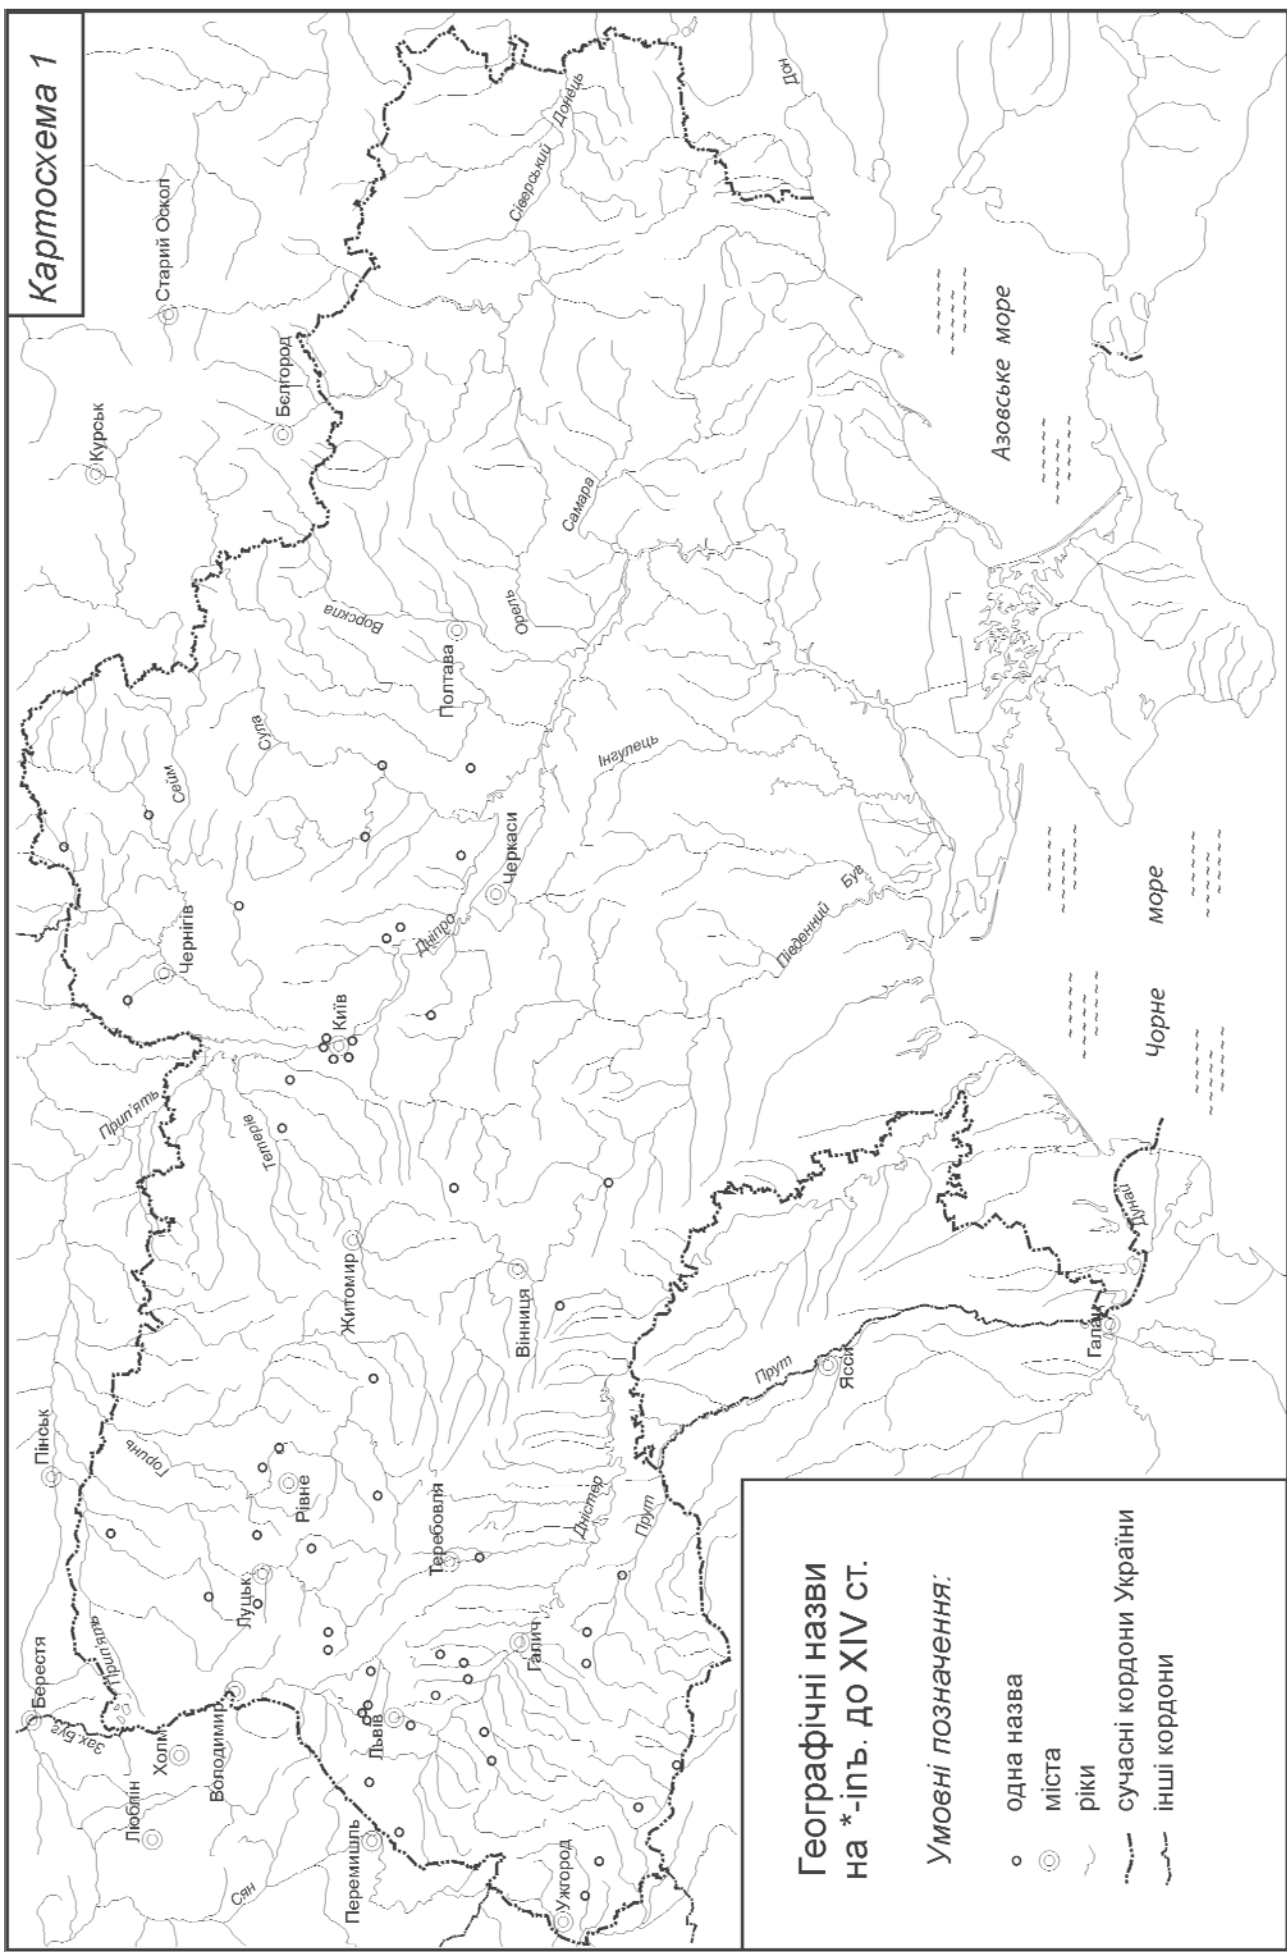 Картосхема 1
Берестя
Пінськ
Курськ
Старий Оскол
Зах. Буг
Прип'ять
Люблін
Холм
Володимир
Луцьк
Рівне
Горинь
Прип'ять
Чернігів
Сейм
Сула
Ворскла
Бєлгород
Сян
Перемишль
Львів
Теребовля
Житомир
Тетерів
Київ
Дніпро
Черкаси
Полтава
Орель
Самара
Сіверський Донець
Дон
Ужгород
Галич
Дністер
Прут
Вінниця
Інгулець
Південний Буг
Прут
Ясси
Галац
Дунай
Чорне море
Азовське море
Географічні назви
на *-inъ. до XIV ст.
Умовні позначення:
одна назва
міста
ріки
сучасні кордони України
інші кордони